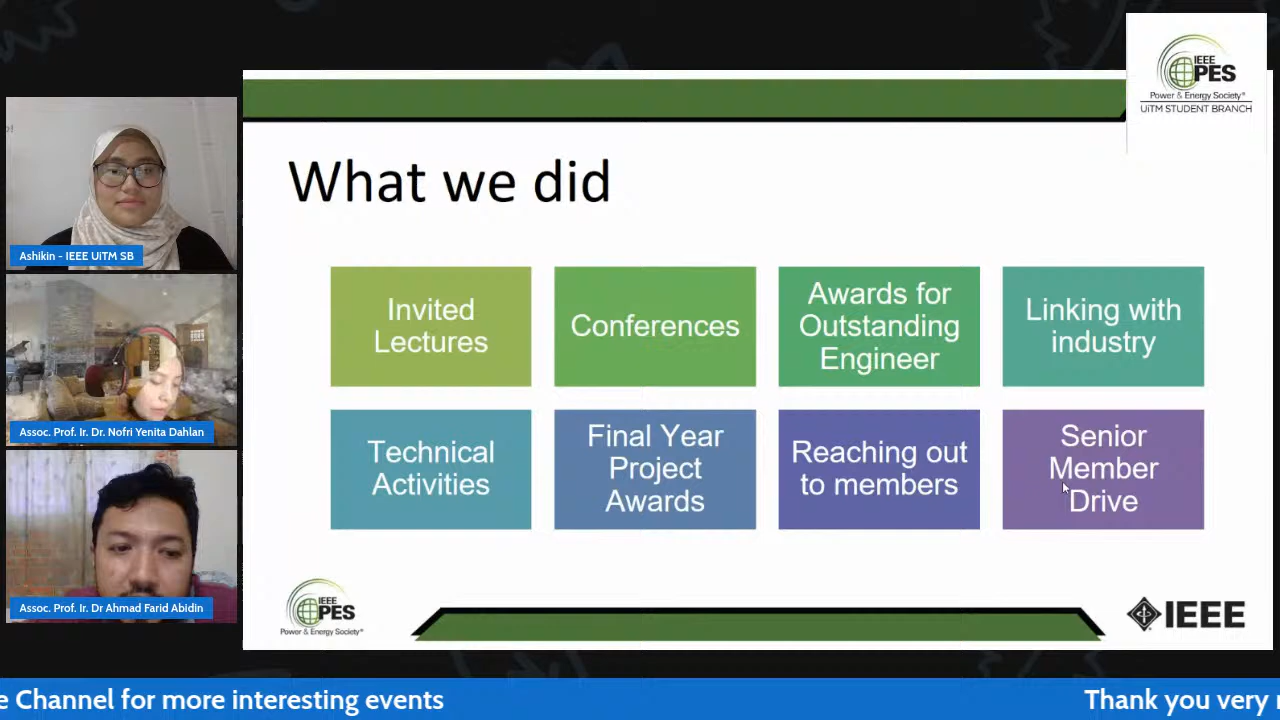 IEEE
PES
Power & Energy Society®
UiTM STUDENT BRANCH
What we did
Ashikin - IEEE UiTM SB
Assoc. Prof. Ir. Dr. Nofri Yenita Dahlan
Assoc. Prof. Ir. Dr Ahmad Farid Abidin
Invited
Lectures
Conferences
Awards for
Outstanding
Engineer
Linking with
industry
Technical
Activities
Final Year
Project
Awards
Reaching out
to members
Senior
Member
Drive
IEEE
PES
Power & Energy Society®
IEEE
e Channel for more interesting events
Thank you very